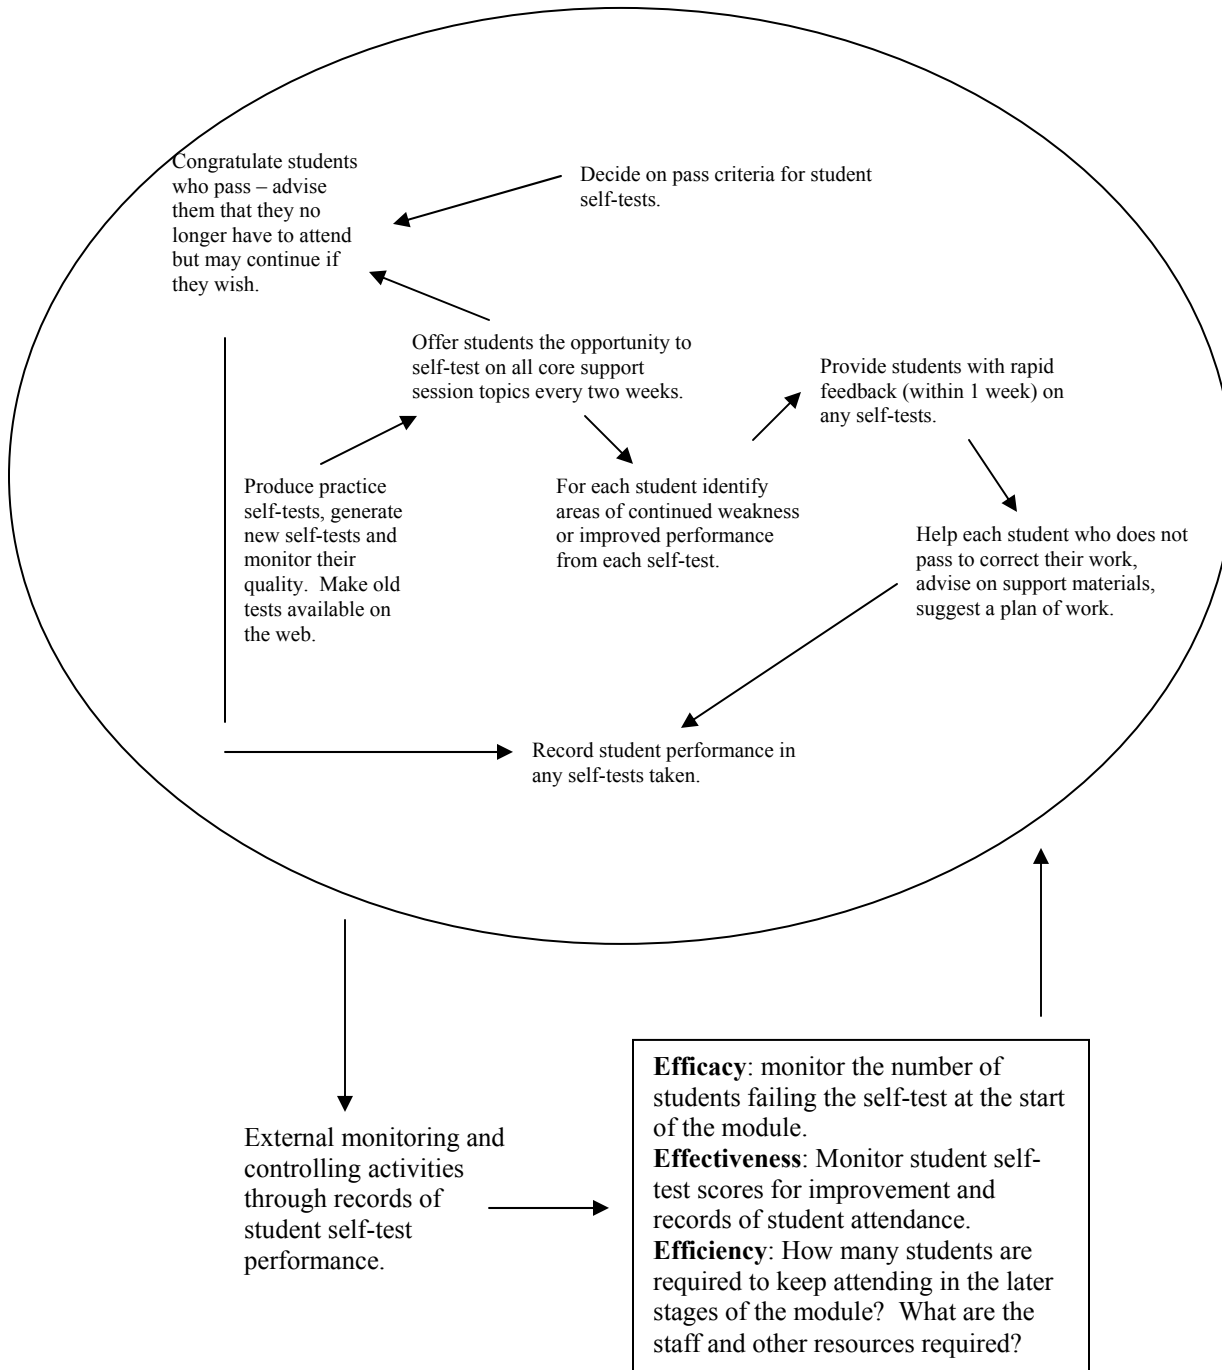 Congratulate students
who pass – advise
them that they no
longer have to attend
but may continue if
they wish.
Decide on pass criteria for student
self-tests.
Offer students the opportunity to
self-test on all core support
session topics every two weeks.
Provide students with rapid
feedback (within 1 week) on
any self-tests.
Produce practice
self-tests, generate
new self-tests and
monitor their
quality.  Make old
tests available on
the web.
For each student identify
areas of continued weakness
or improved performance
from each self-test.
Help each student who does not
pass to correct their work,
advise on support materials,
suggest a plan of work.
Record student performance in
any self-tests taken.
External monitoring and
controlling activities
through records of
student self-test
performance.
Efficacy: monitor the number of
students failing the self-test at the start
of the module.
Effectiveness: Monitor student self-
test scores for improvement and
records of student attendance.
Efficiency: How many students are
required to keep attending in the later
stages of the module?  What are the
staff and other resources required?